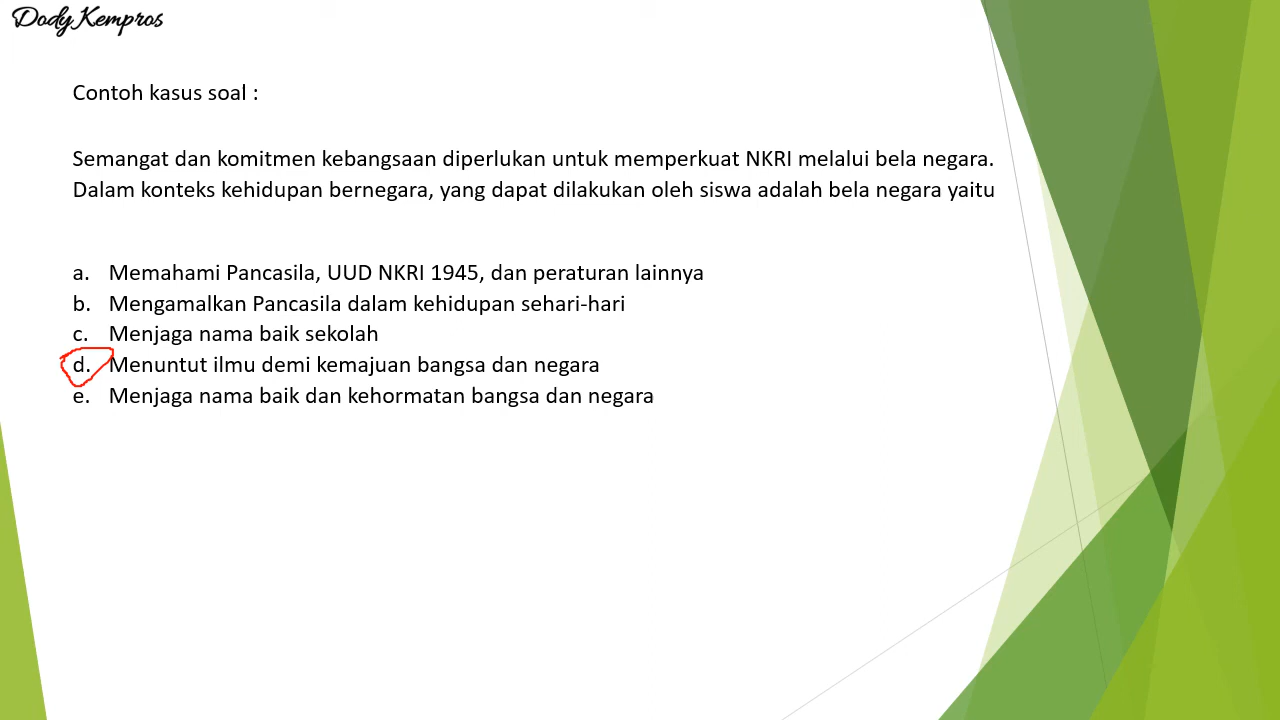 Dody Kempros
Contoh kasus soal :
Semangat dan komitmen kebangsaan diperlukan untuk memperkuat NKRI melalui bela negara.
Dalam konteks kehidupan bernegara, yang dapat dilakukan oleh siswa adalah bela negara yaitu
a. Memahami Pancasila, UUD NKRI 1945, dan peraturan lainnya
b. Mengamalkan Pancasila dalam kehidupan sehari-hari
c. Menjaga nama baik sekolah
d. Menuntut ilmu demi kemajuan bangsa dan negara
e. Menjaga nama baik dan kehormatan bangsa dan negara